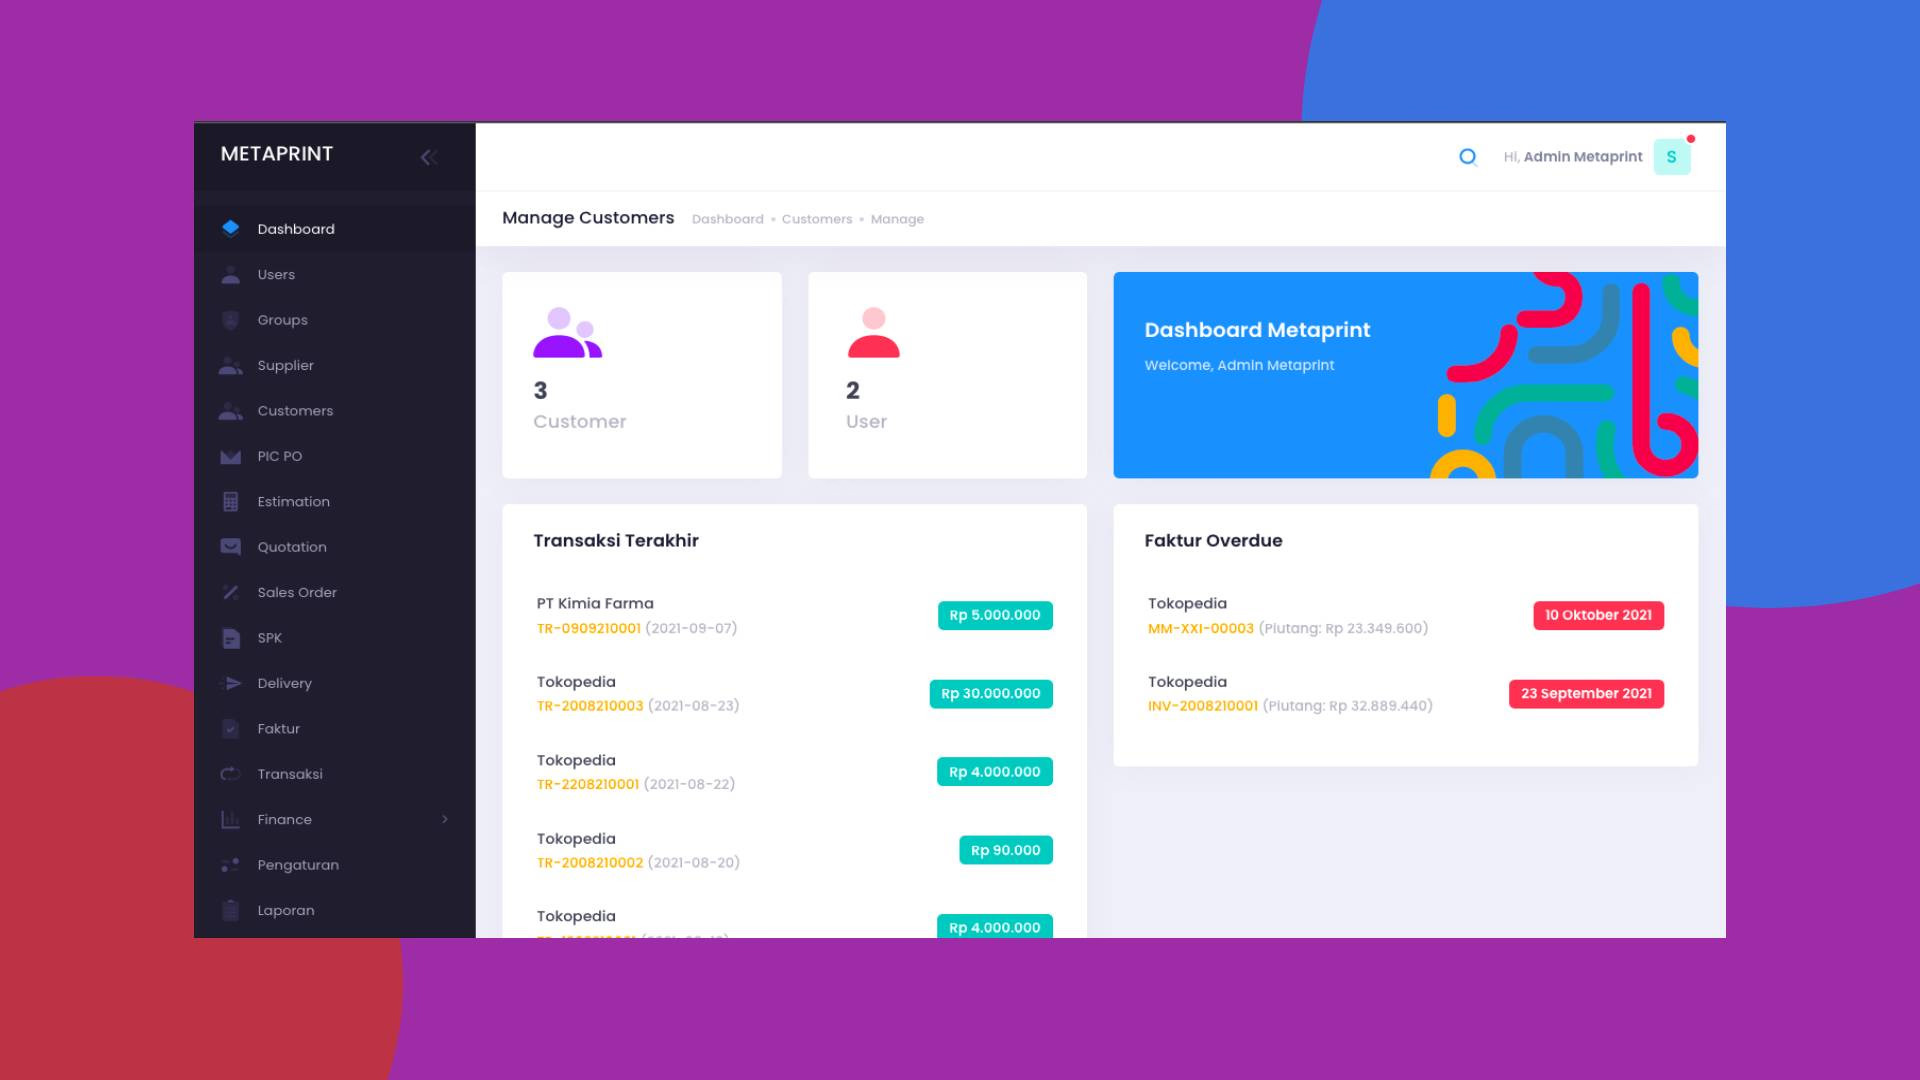 METAPRINT
Hi, Admin Metaprint
S
Dashboard
Users
Groups
Supplier
Customers
PIC PO
Estimation
Quotation
Sales Order
SPK
Delivery
Faktur
Transaksi
Finance
Pengaturan
Laporan
Manage Customers Dashboard • Customers • Manage
3
Customer
2
User
Dashboard Metaprint
Welcome, Admin Metaprint
Transaksi Terakhir
PT Kimia Farma
TR-0909210001 (2021-09-07)
Rp 5.000.000
Tokopedia
TR-2008210003 (2021-08-23)
Rp 30.000.000
Tokopedia
TR-2208210001 (2021-08-22)
Rp 4.000.000
Tokopedia
TR-2008210002 (2021-08-20)
Rp 90.000
Tokopedia
Rp 4.000.000
Faktur Overdue
Tokopedia
MM-XXI-00003 (Piutang: Rp 23.349.600)
10 Oktober 2021
Tokopedia
INV-2008210001 (Piutang: Rp 32.889.440)
23 September 2021